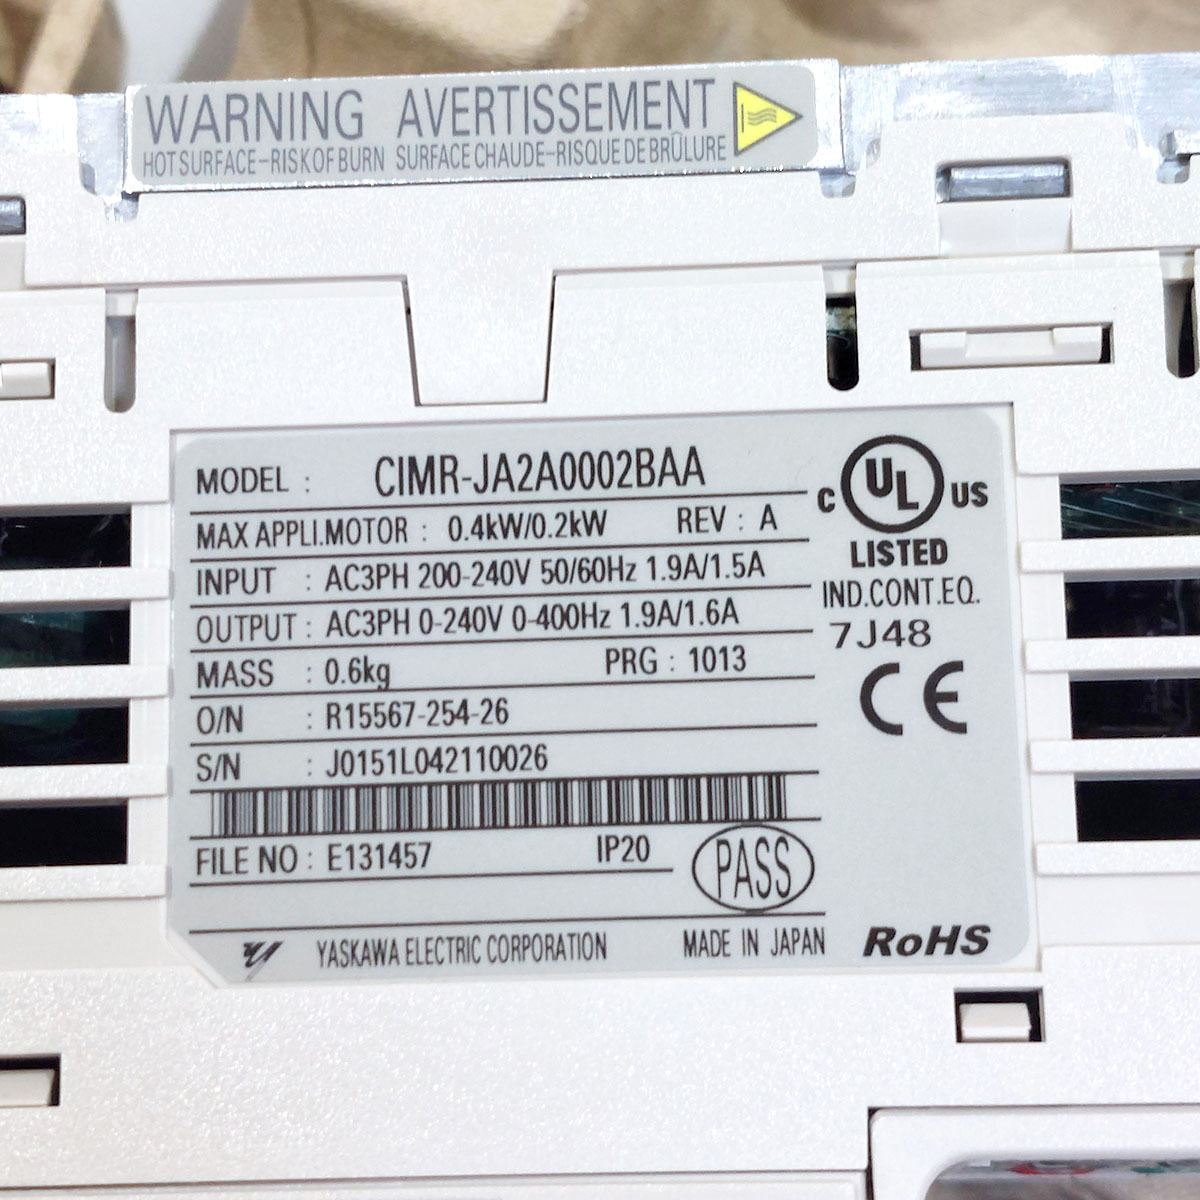 WARNING AVERTISSEMENT
HOT SURFACE-RISK OF BURN SURFACE CHAUDE-RISQUE DE BRÛLURE
MODEL : CIMR-JA2A0002BAA
MAX APPLI.MOTOR : 0.4kW/0.2kW REV : A
INPUT : AC3PH 200-240V 50/60Hz 1.9A/1.5A
OUTPUT : AC3PH 0-240V 0-400Hz 1.9A/1.6A
MASS : 0.6kg PRG : 1013
O/N : R15567-254-26
S/N : J0151L042110026
FILE NO : E131457 IP20
PASS
YASKAWA ELECTRIC CORPORATION MADE IN JAPAN
C UL US
LISTED
IND.CONT.EQ.
7J48
CE
RoHS